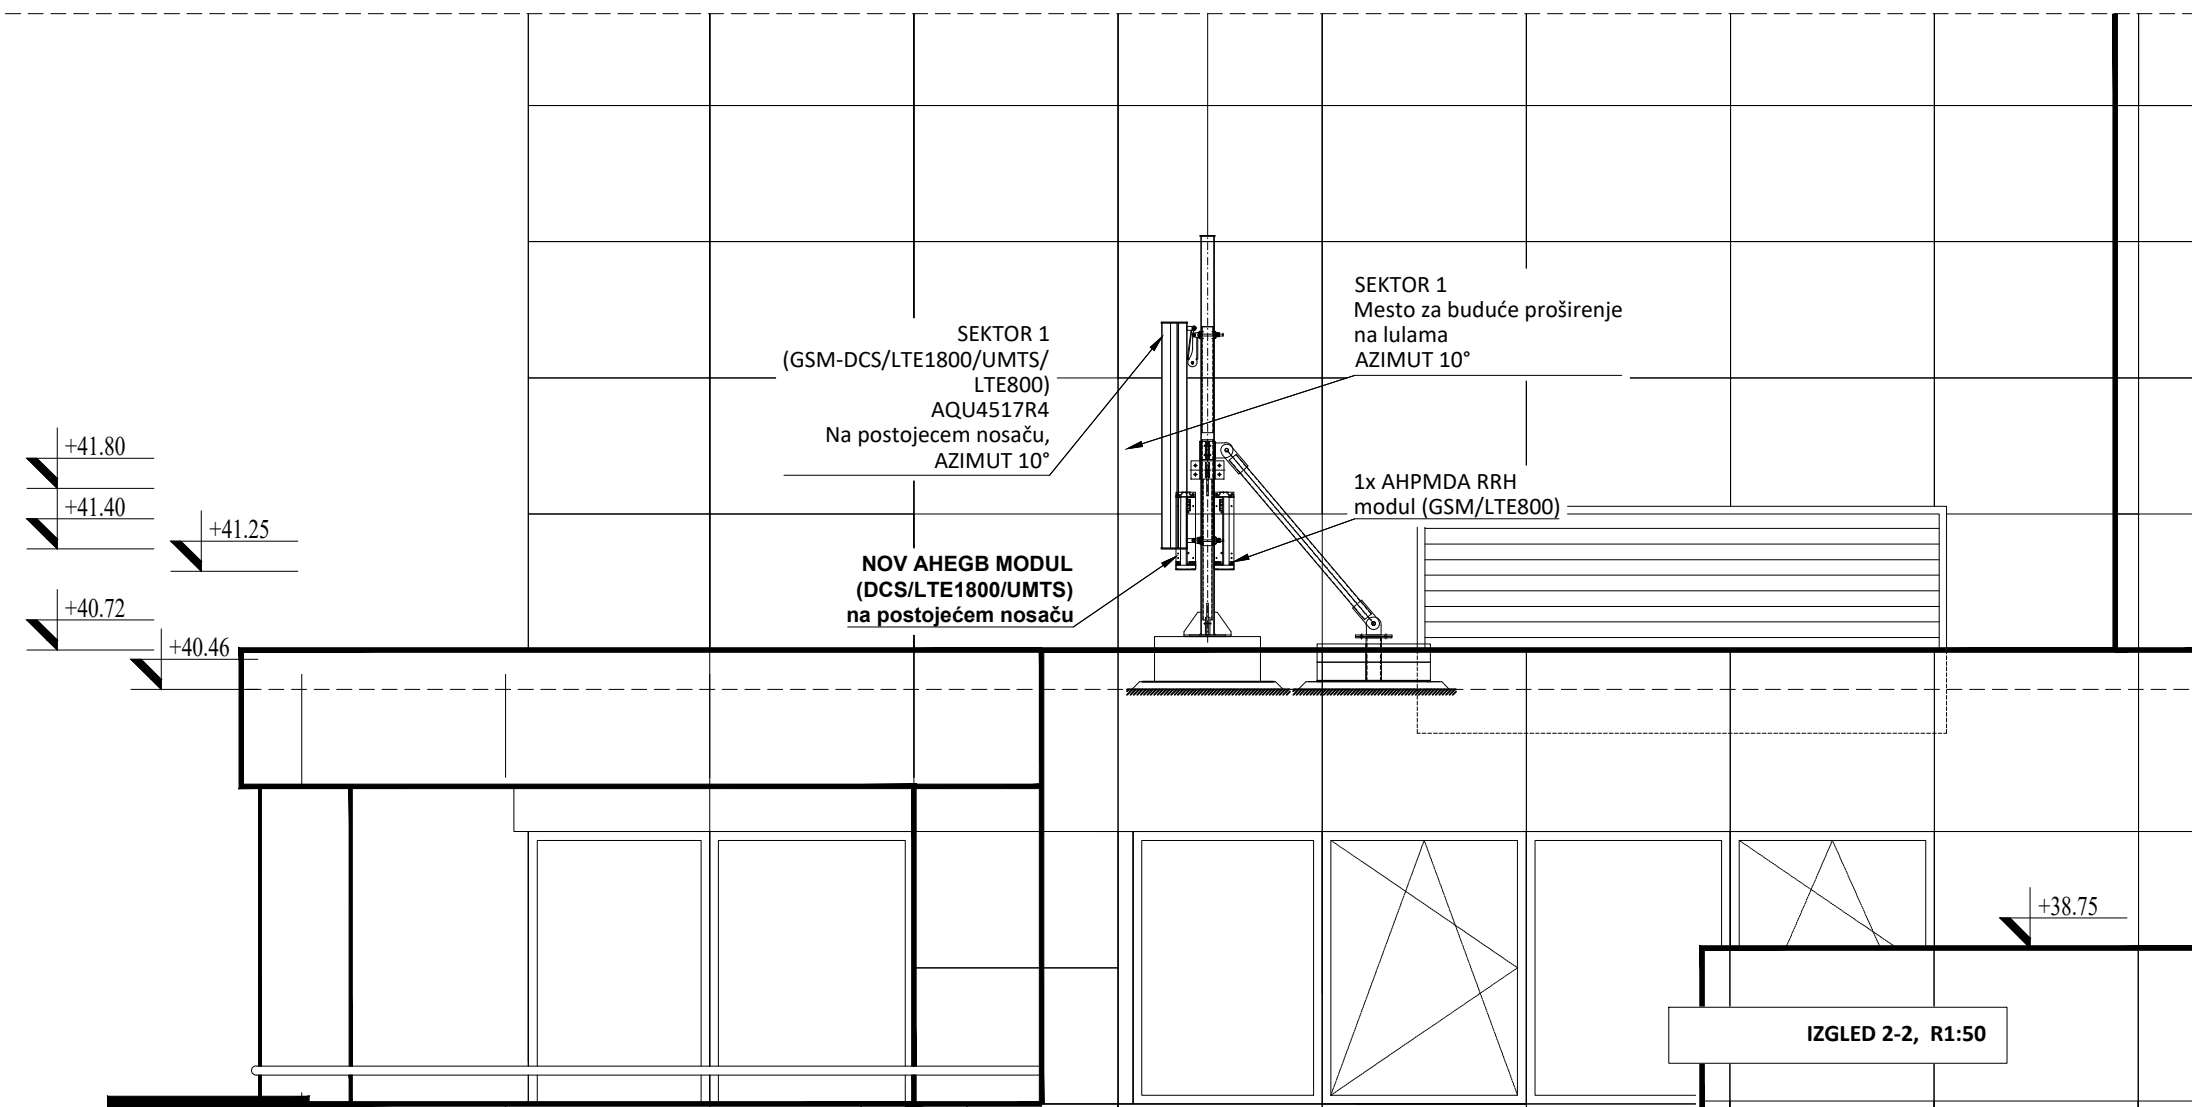 SEKTOR 1
(GSM-DCS/LTE1800/UMTS/
LTE800)
AQU4517R4
Na postojecem nosaču,
AZIMUT 10°
SEKTOR 1
Mesto za buduće proširenje
na lulama
AZIMUT 10°
1x AHPMDA RRH
modul (GSM/LTE800)
NOV AHEGB MODUL
(DCS/LTE1800/UMTS)
na postojećem nosaču
+41.80
+41.40
+41.25
+40.72
+40.46
+38.75
IZGLED 2-2, R1:50